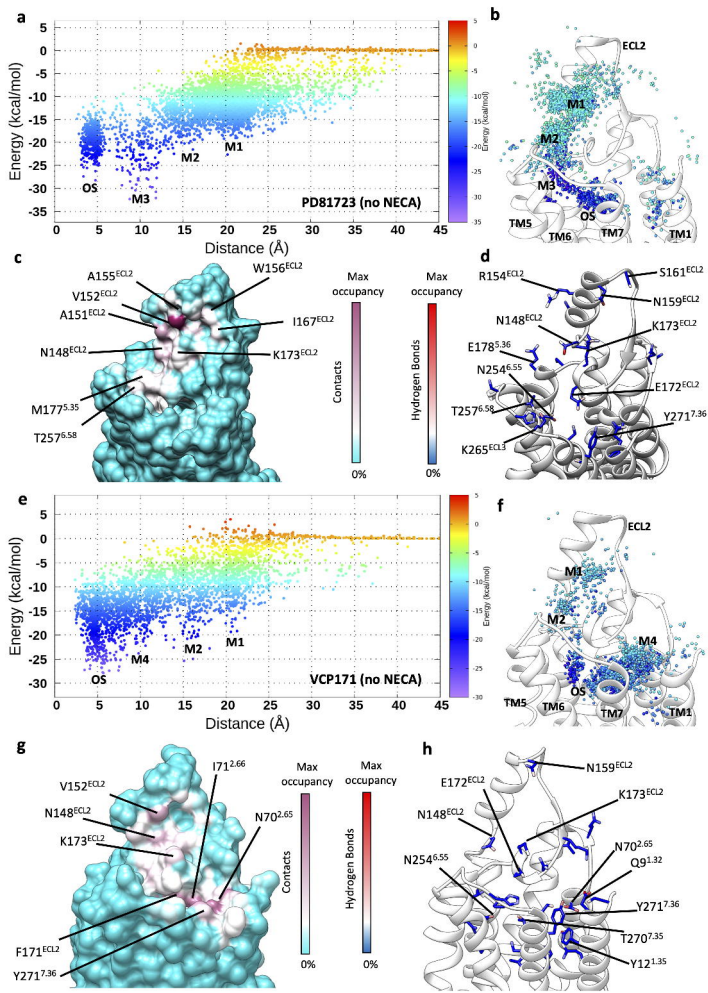 a
5
0
-5
-10
-15
-20
-25
-30
-35
Energy (kcal/mol)
OS
M3
M2
M1
PD81723 (no NECA)
0 5 10 15 20 25 30 35 40 45
Distance (Å)
5
0
-5
-10
-15
-20
-25
-30
-35
Energy (kcal/mol)
b
ECL2
M1
M2
M3
OS
TM5
TM6
TM7
TM1
c
A155ECL2
W156ECL2
V152ECL2
A151ECL2
I167ECL2
N148ECL2
K173ECL2
M1775.35
T2576.58
Max
occupancy
Contacts
0%
Max
occupancy
Hydrogen Bonds
0%
d
R154ECL2
S161ECL2
N159ECL2
N148ECL2
K173ECL2
E1785.36
N2546.55
E172ECL2
T2576.58
Y2717.36
K265ECL3
e
5
0
-5
-10
-15
-20
-25
-30
Energy (kcal/mol)
OS
M4
M2
M1
VCP171 (no NECA)
0 5 10 15 20 25 30 35 40 45
Distance (Å)
5
0
-5
-10
-15
-20
-25
-30
Energy (kcal/mol)
f
ECL2
M1
M2
M4
OS
TM5
TM6
TM7
TM1
g
I712.66
V152ECL2
N148ECL2
N702.65
K173ECL2
F171ECL2
Y2717.36
Max
occupancy
Contacts
0%
Max
occupancy
Hydrogen Bonds
0%
h
N159ECL2
E172ECL2
K173ECL2
N148ECL2
N702.65
N2546.55
Q91.32
Y2717.36
T2707.35
Y121.35